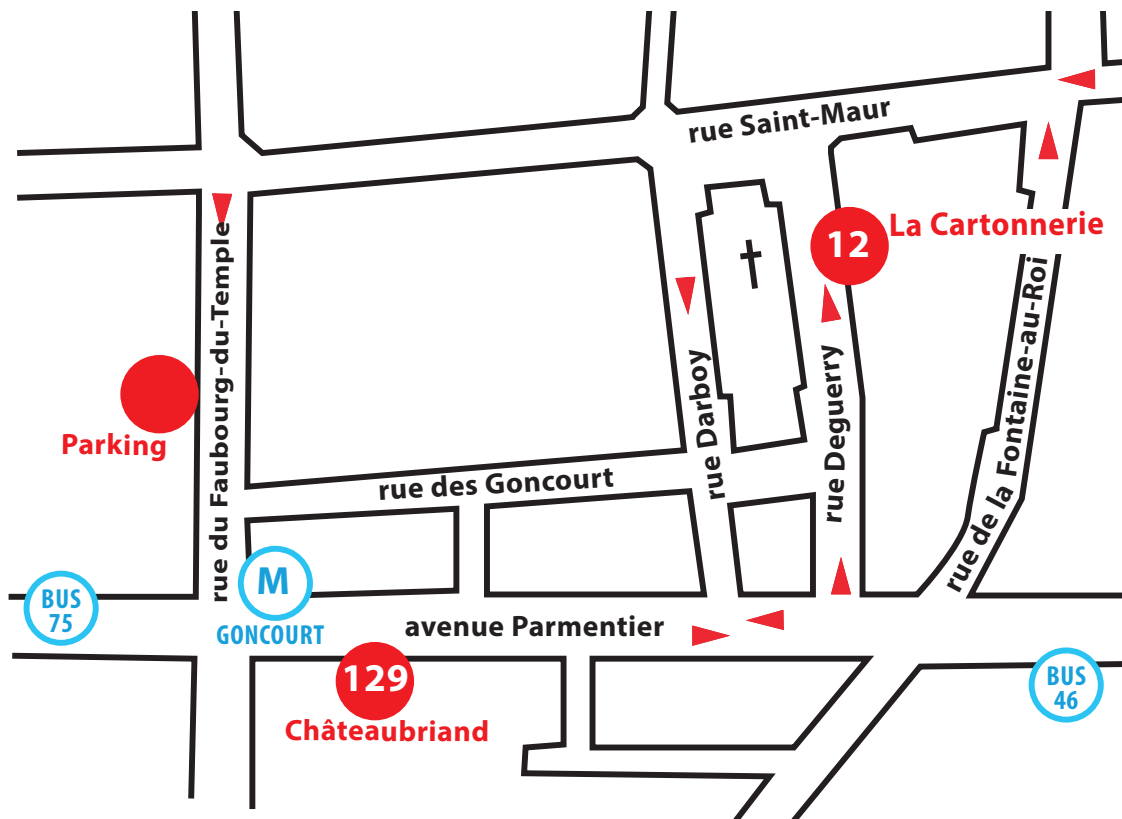 rue Saint-Maur
12
La Cartonnerie
rue du Faubourg-du-Temple
Parking
rue Darboy
rue Deguerry
rue de la Fontaine-au-Roi
rue des Goncourt
M
GONCOURT
BUS
75
avenue Parmentier
129
Châteaubriand
BUS
46